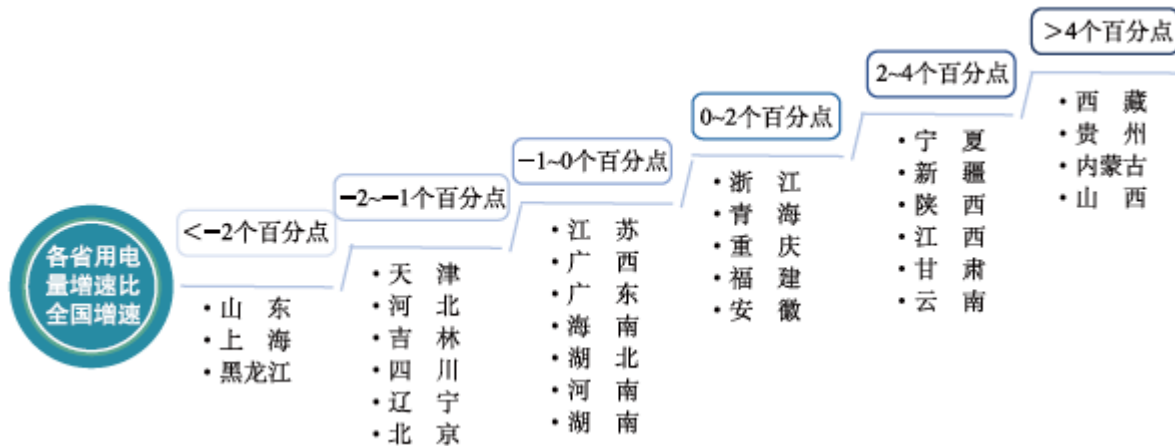 各省用电
量增速比
全国增速
<−2个百分点
·山 东
·上 海
·黑龙江
−2~−1个百分点
·天 津
·河 北
·吉 林
·四 川
·辽 宁
·北 京
−1~0个百分点
·江 苏
·广 西
·广 东
·海 南
·湖 北
·河 南
·湖 南
0~2个百分点
·浙 江
·青 海
·重 庆
·福 建
·安 徽
2~4个百分点
·宁 夏
·新 疆
·陕 西
·江 西
·甘 肃
·云 南
>4个百分点
·西 藏
·贵 州
·内蒙古
·山 西